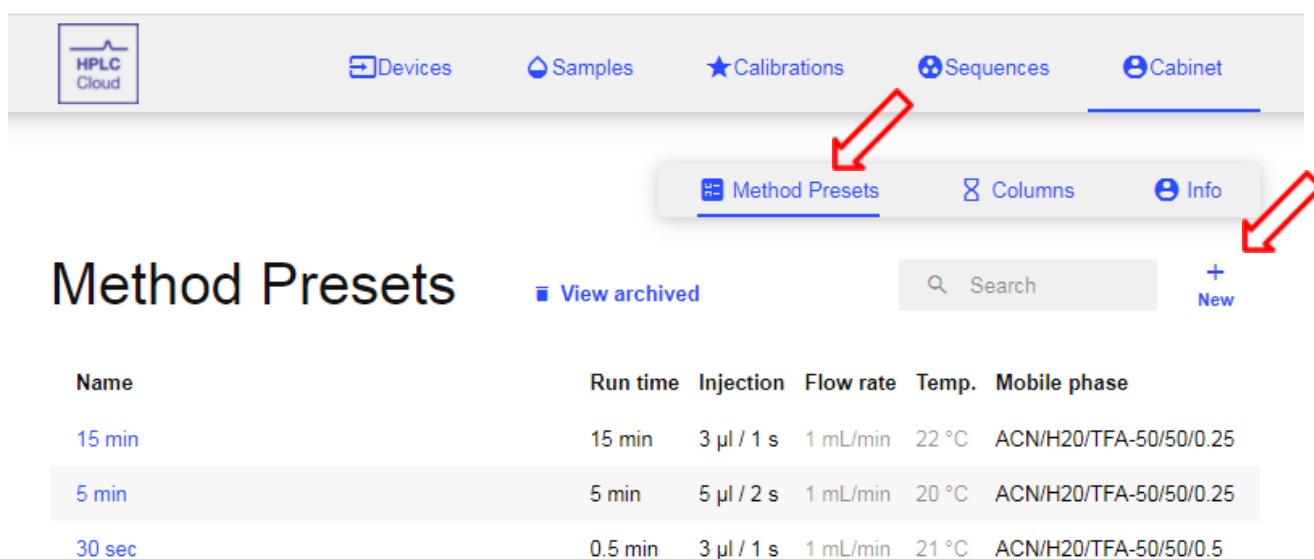 HPLC
Cloud
Devices Samples Calibrations Sequences Cabinet
Method Presets Columns Info
Method Presets View archived Search + New
Name Run time Injection Flow rate Temp. Mobile phase
15 min 15 min 3 µl / 1 s 1 mL/min 22 °C ACN/H20/TFA-50/50/0.25
5 min 5 min 5 µl / 2 s 1 mL/min 20 °C ACN/H20/TFA-50/50/0.25
30 sec 0.5 min 3 µl / 1 s 1 mL/min 21 °C ACN/H20/TFA-50/50/0.5